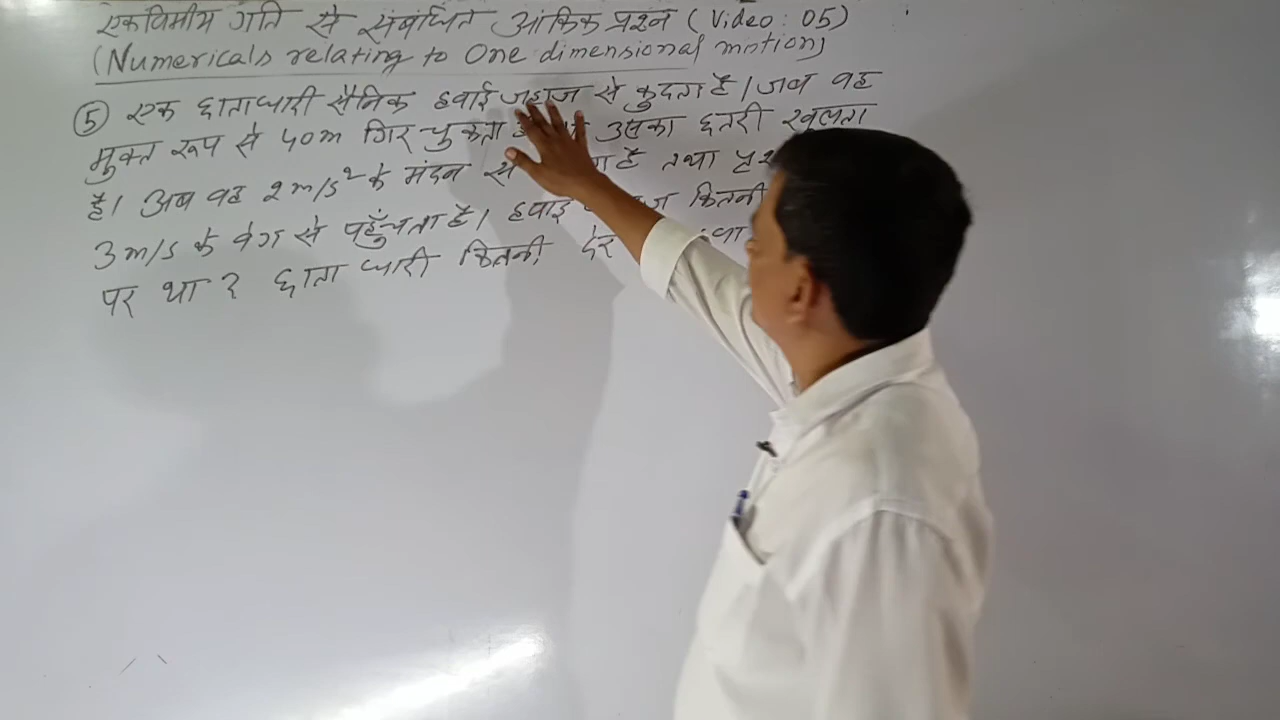 एकविमीय गति से संबंधित आंकिक प्रश्न (Video : 05)
(Numericals relating to One dimensional motion)
⑤ एक छाताधारी सैनिक हवाई जहाज से कुदता है। जब वह
मुक्त रूप से 40m गिर चुकता उसका छतरी खुलता
है। अब वह 2m/s² के मंदन से है तथा
3m/s के वेग से पहुँचता है। हवाई कितनी
पर था ? छाता धारी कितनी देर